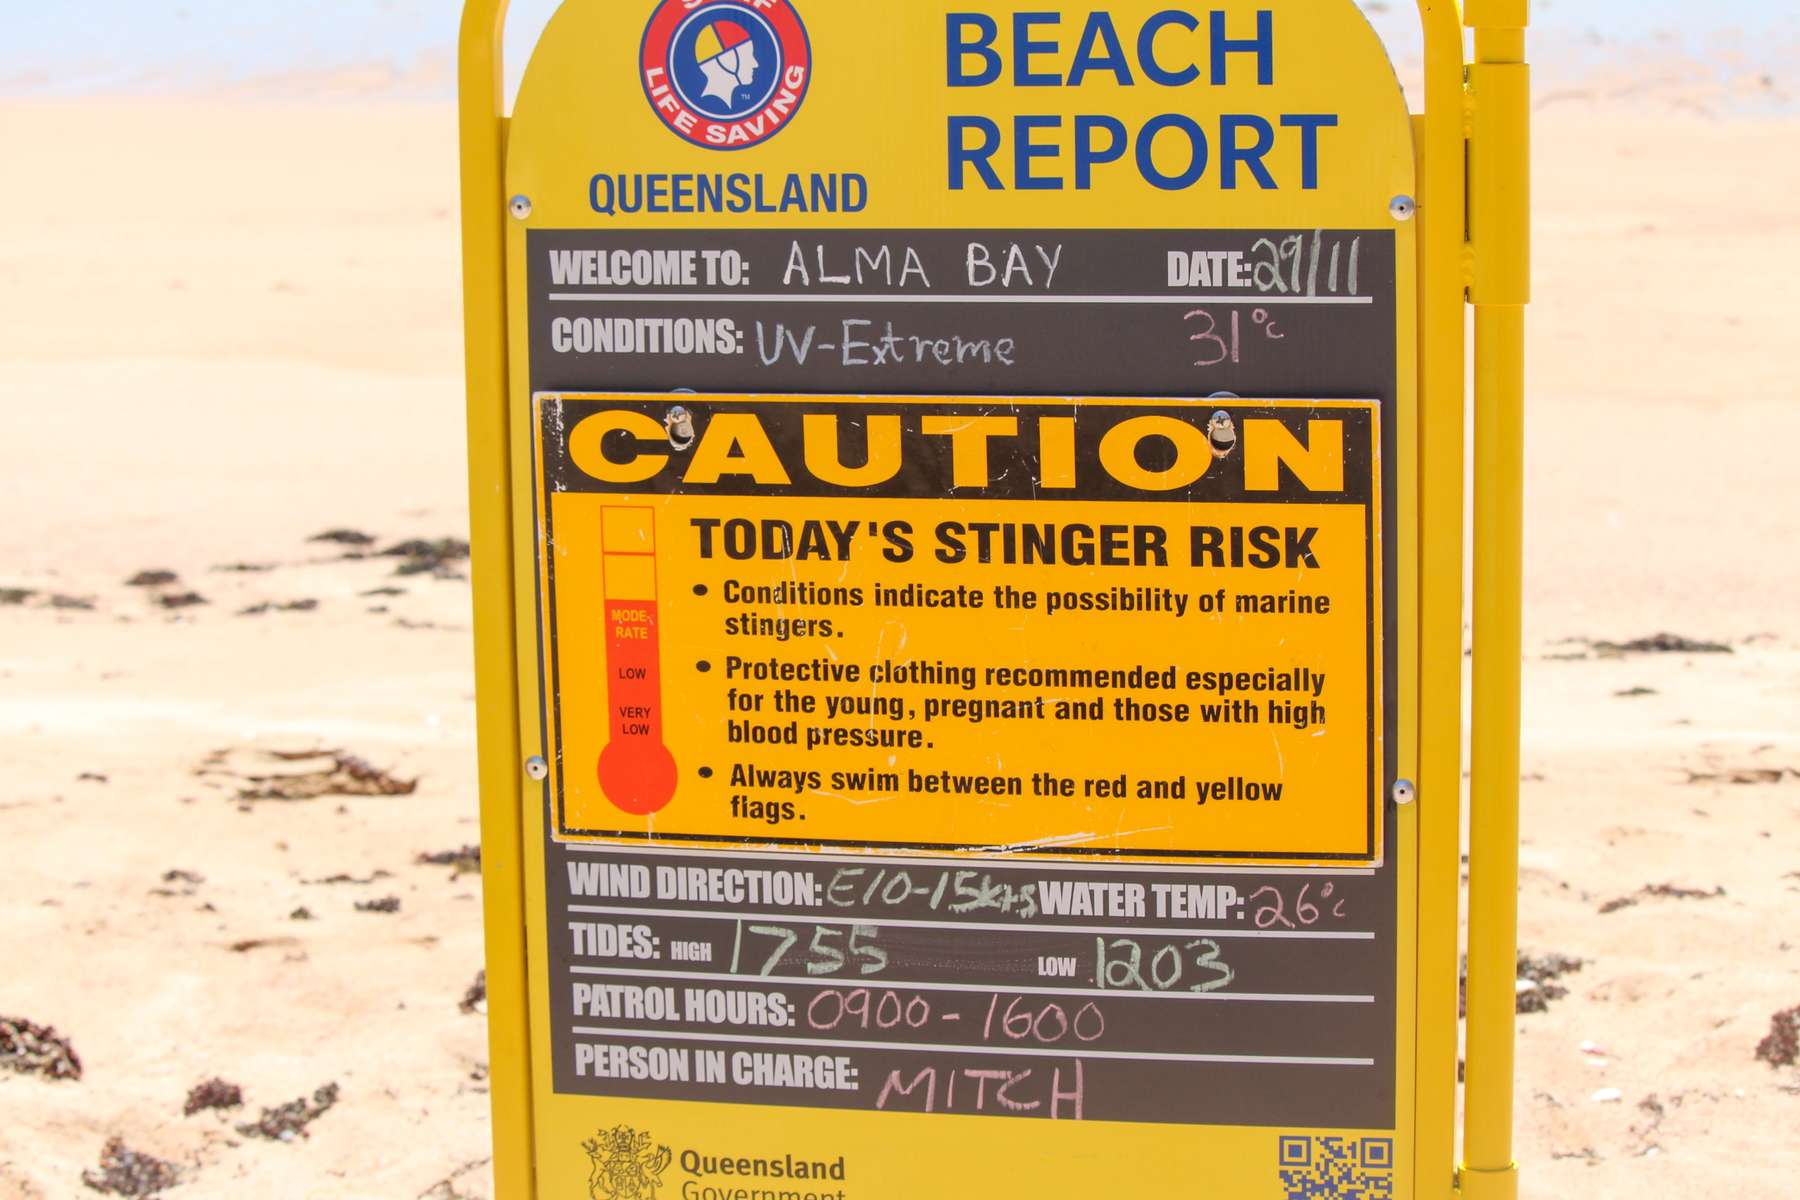 SURF
LIFE SAVING
QUEENSLAND
BEACH
REPORT
WELCOME TO: ALMA BAY DATE: 29/11
CONDITIONS: UV-Extreme 31°c
CAUTION
TODAY'S STINGER RISK
• Conditions indicate the possibility of marine
stingers.
• Protective clothing recommended especially
for the young, pregnant and those with high
blood pressure.
• Always swim between the red and yellow
flags.
MODE-
RATE
LOW
VERY
LOW
WIND DIRECTION: E10-15kts WATER TEMP: 26°c
TIDES: HIGH 1755 LOW 1203
PATROL HOURS: 0900-1600
PERSON IN CHARGE: MITCH
Queensland
Government